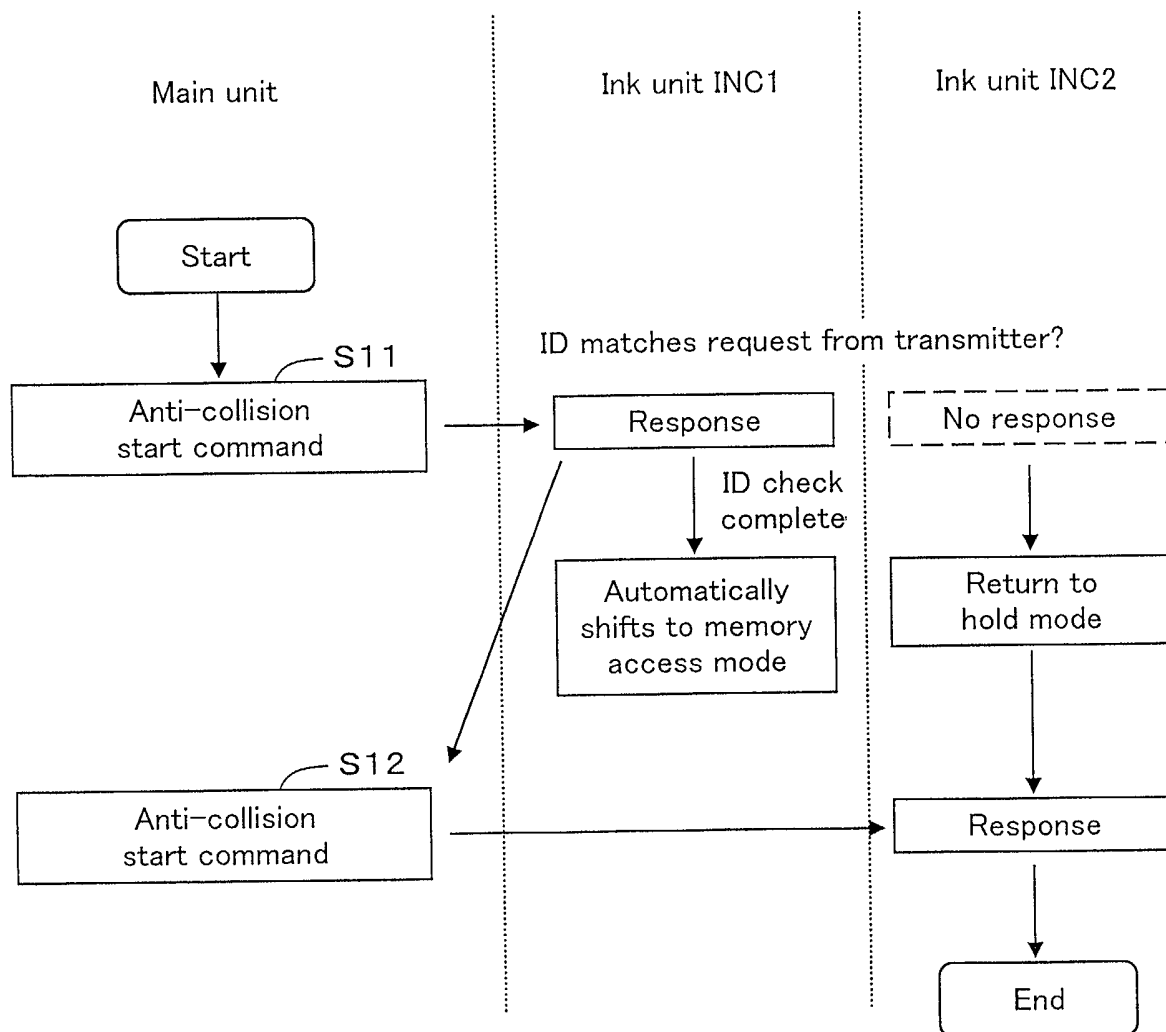 Main unit
Ink unit INC1
Ink unit INC2
Start
ID matches request from transmitter?
S11
Anti-collision
start command
Response
No response
ID check
complete
Automatically
shifts to memory
access mode
Return to
hold mode
S12
Anti-collision
start command
Response
End